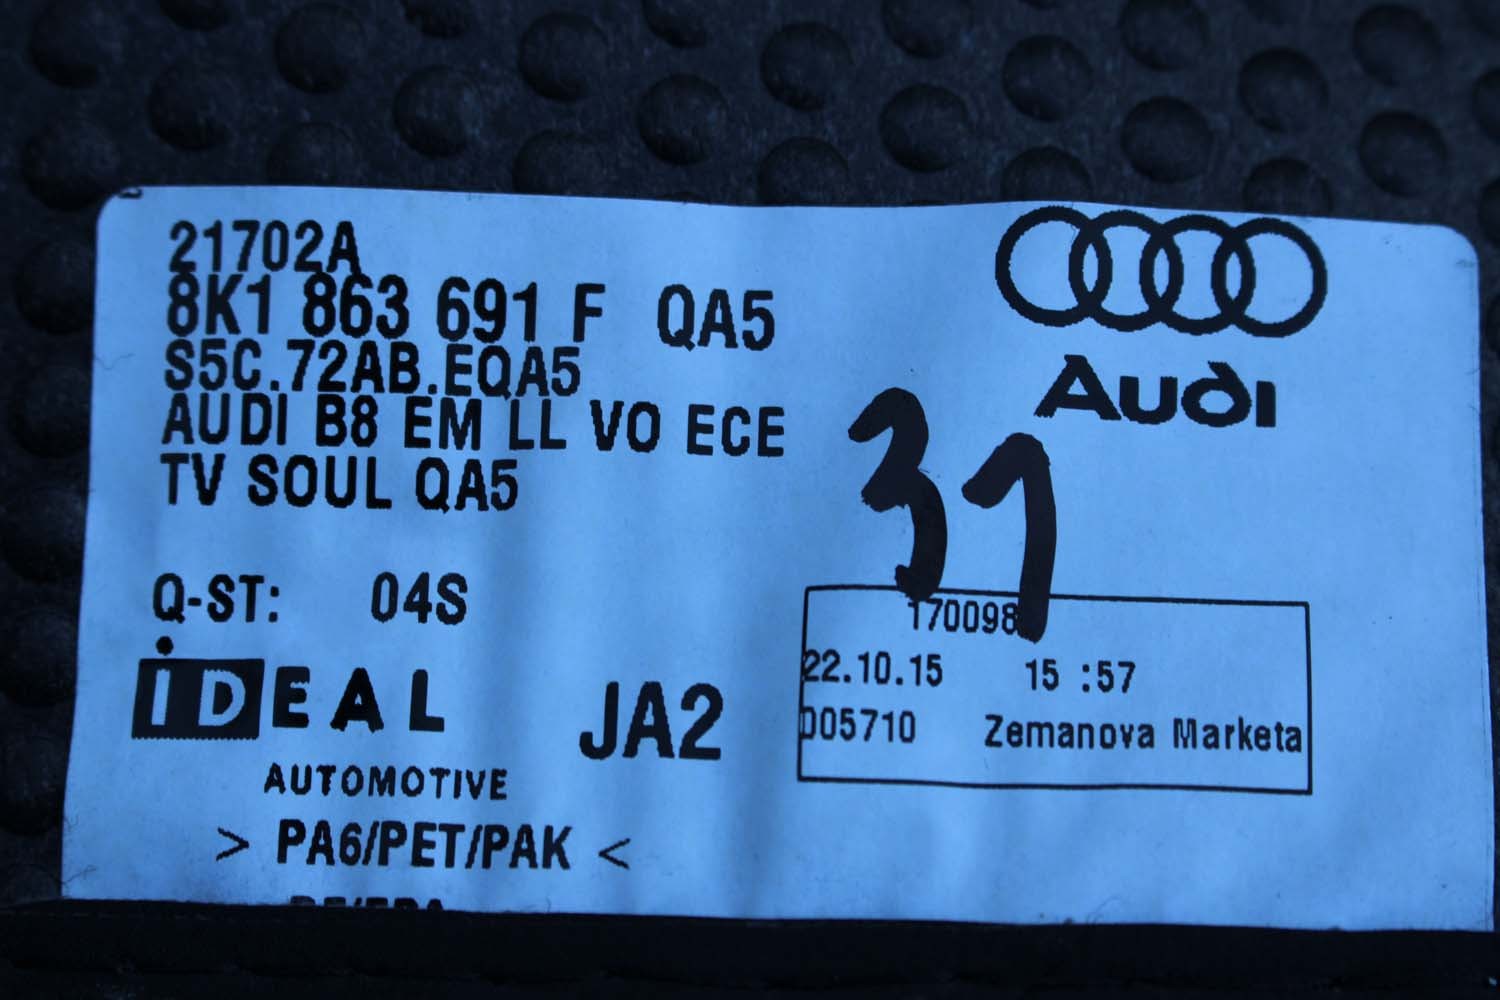 21702A
8K1 863 691 F QA5
S5C.72AB.EQA5
AUDI B8 EM LL VO ECE
TV SOUL QA5
Audi
31
Q-ST: 04S
170098
22.10.15 15 :57
D05710 Zemanova Marketa
iDEAL
AUTOMOTIVE
JA2
> PA6/PET/PAK <